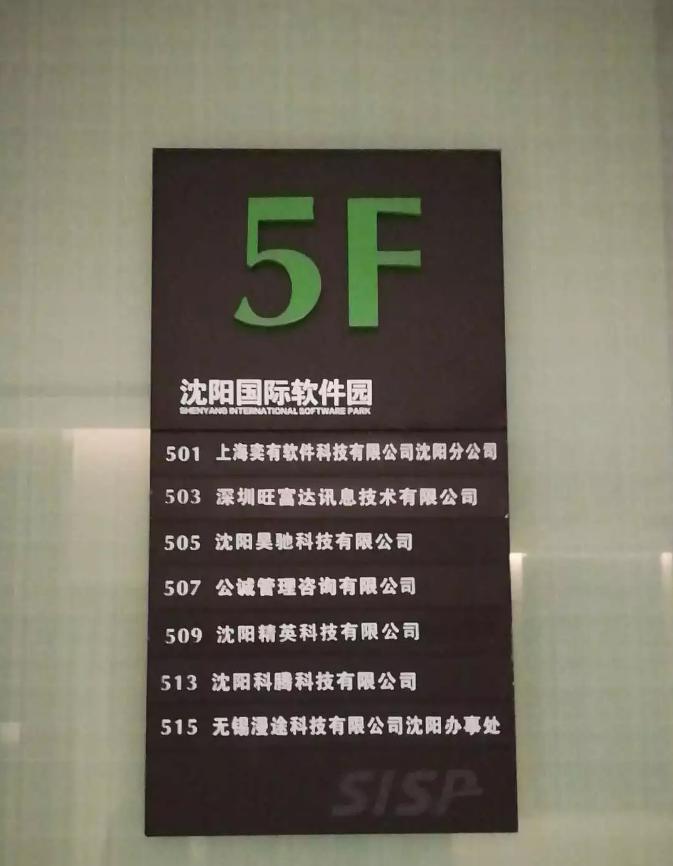 5F
沈阳国际软件园
SHENYANG INTERNATIONAL SOFTWARE PARK
501 上海奕有软件科技有限公司沈阳分公司
503 深圳旺富达讯息技术有限公司
505 沈阳昊驰科技有限公司
507 公诚管理咨询有限公司
509 沈阳精英科技有限公司
513 沈阳科腾科技有限公司
515 无锡漫途科技有限公司沈阳办事处
SISP